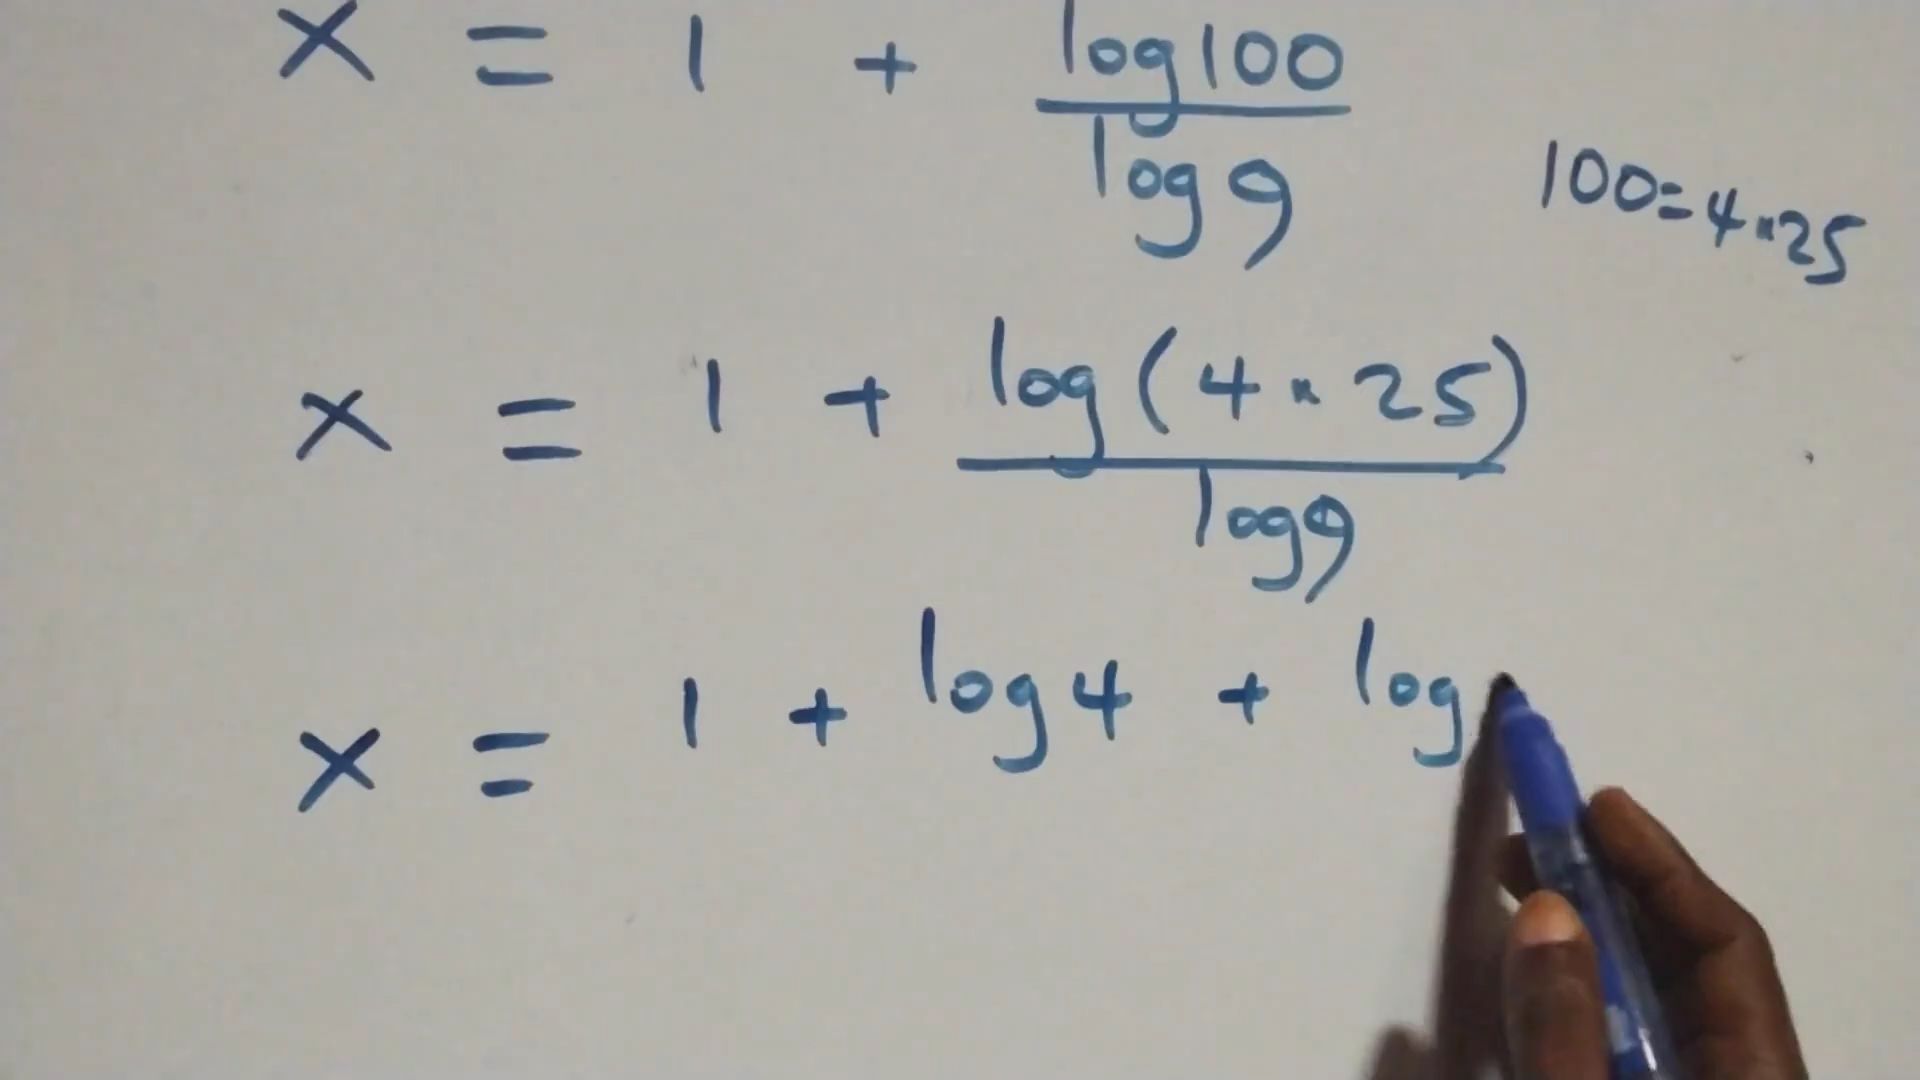 x = 1 + log100
log9
100=4×25
x = 1 + log(4×25)
log9
x = 1 + log4 + log